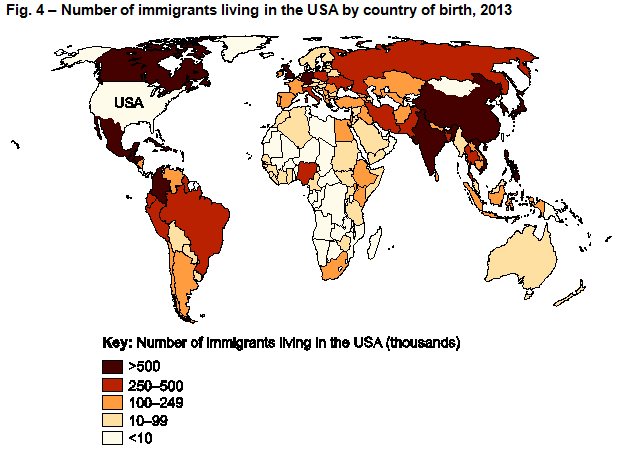 Fig. 4 – Number of immigrants living in the USA by country of birth, 2013
USA
Key: Number of immigrants living in the USA (thousands)
>500
250–500
100–249
10–99
<10